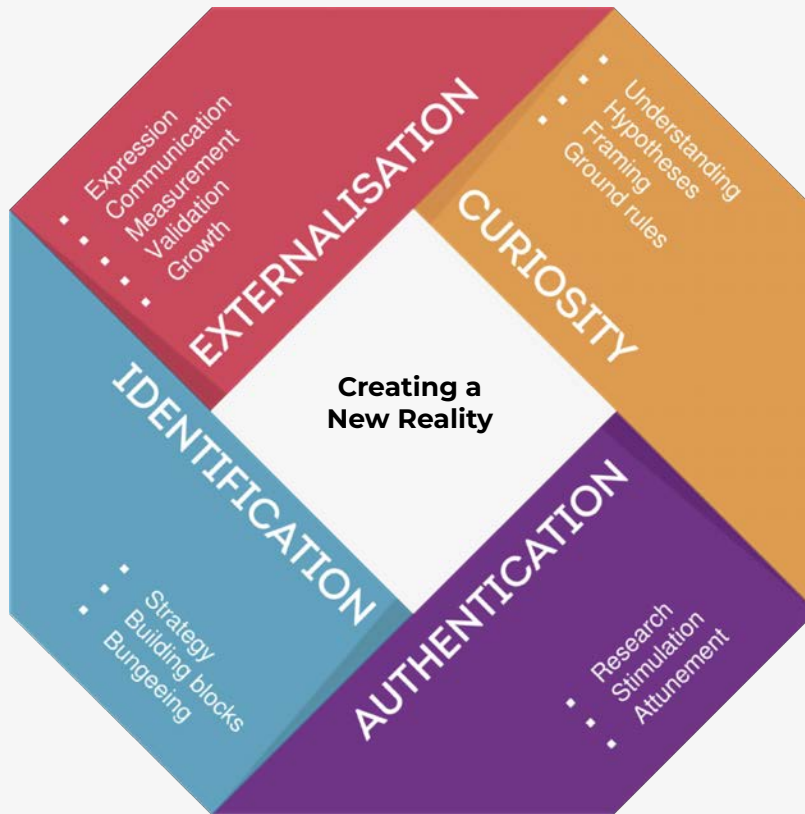 EXTERNALISATION
Expression
Communication
Measurement
Validation
Growth
CURIOSITY
Understanding
Hypotheses
Framing
Ground rules
Creating a
New Reality
IDENTIFICATION
Strategy
Building blocks
Bungeeing
AUTHENTICATION
Research
Stimulation
Attunement